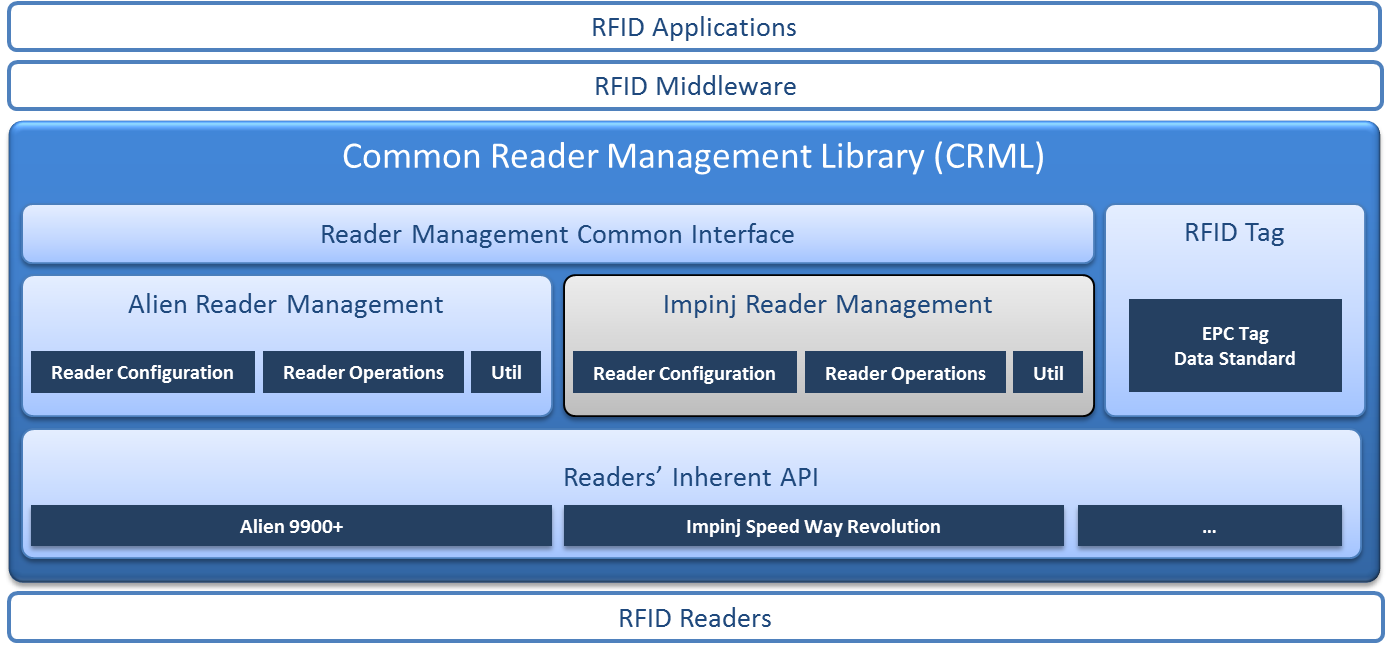 RFID Applications
RFID Middleware
Common Reader Management Library (CRML)
Reader Management Common Interface
RFID Tag
EPC Tag
Data Standard
Alien Reader Management
Reader Configuration
Reader Operations
Util
Impinj Reader Management
Reader Configuration
Reader Operations
Util
Readers’ Inherent API
Alien 9900+
Impinj Speed Way Revolution
...
RFID Readers